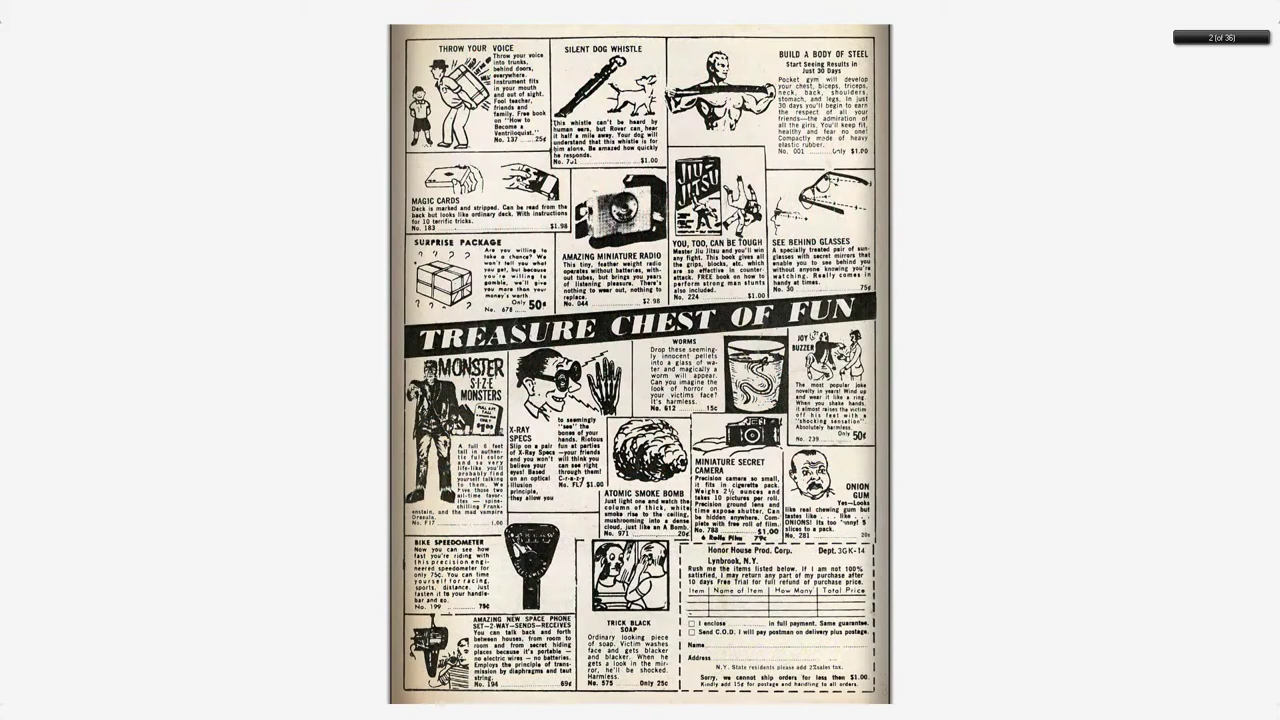 2 (of 36)
THROW YOUR VOICE
Throw your voice
into trunks,
behind doors,
everywhere.
Instrument fits
in your mouth
and out of sight.
Fool teacher,
friends and
family. Free book
on "How to
Become a
Ventriloquist."
No. 137 ..... 25¢
SILENT DOG WHISTLE
This whistle can't be heard by
human ears, but Rover can hear
it half a mile away. Your dog will
understand that this whistle is for
him alone. Be amazed how quickly
he responds.
No. 701 ..... $1.00
BUILD A BODY OF STEEL
Start Seeing Results in
Just 30 Days
Pocket gym will develop
your chest, biceps, triceps,
neck, back, shoulders,
stomach, and legs. In just
30 days you'll begin to earn
the respect of all your
friends—the admiration of
all the girls. You'll keep fit,
healthy and fear no one!
Compactly made of heavy
elastic rubber.
No. 001 ..... Only $1.00
MAGIC CARDS
Deck is marked and stripped. Can be read from the
back but looks like ordinary deck. With instructions
for 10 terrific tricks.
No. 183 ..... $1.98
SURPRISE PACKAGE
Are you willing to
take a chance? We
won't tell you what
you get, but because
you're willing to
gamble, we'll give
you more than your
money's worth.
Only 50¢
No. 678 .....
AMAZING MINIATURE RADIO
This tiny, feather weight radio
operates without batteries, with-
out tubes, but brings you years
of listening pleasure. There's
nothing to wear out, nothing to
replace.
No. 044 ..... $2.98
JIU-
JITSU
YOU, TOO, CAN BE TOUGH
Master Jiu Jitsu and you'll win
any fight. This book gives all
the grips, blocks, etc. which
are so effective in counter-
attack. FREE book on how to
perform strong man stunts
also included.
No. 224 ..... $1.00
SEE BEHIND GLASSES
A specially treated pair of sun-
glasses with secret mirrors that
enable you to see behind you
without anyone knowing you're
watching. Really comes in
handy at times.
No. 30 ..... 75¢
TREASURE CHEST OF FUN
MONSTER
S-I-Z-E
MONSTERS
A full 6 feet
tall in authen-
tic full color
and so very
life-like you'll
probably find
yourself talking
to them. We
have those two
all-time favor-
ites — spine-
chilling Frank-
enstein, and the mad vampire
Dracula.
No. F17 ..... 1.00
X-RAY
SPECS
Slip on a pair
of X-Ray Specs
and you won't
believe your
eyes! Based
on an optical
illusion
principle,
they allow you
to seemingly
"see" the
bones of your
hands. Riotous
fun at parties
—your friends
will think you
can see right
through them!
C-r-a-z-y
No. FL7 $1.00
WORMS
Drop these seeming-
ly innocent pellets
into a glass of wa-
ter and magically a
worm will appear.
Can you imagine the
look of horror on
your victims face?
It's harmless.
No. 612 ..... 15¢
JOY
BUZZER
The most popular joke
novelty in years! Wind up
and wear it like a ring.
When you shake hands,
it almost raises the victim
off his feet with a
"shocking sensation".
Absolutely harmless.
Only 50¢
No. 239 .....
ATOMIC SMOKE BOMB
Just light one and watch the
column of thick, white
smoke rise to the ceiling,
mushrooming into a dense
cloud, just like an A Bomb.
No. 971 ..... 20¢
MINIATURE SECRET
CAMERA
Precision camera so small,
it fits in cigarette pack.
Weighs 2½ ounces and
takes 10 pictures per roll.
Precision ground lens and
time expose shutter. Can
be hidden anywhere. Com-
plete with free roll of film.
No. 788 ..... $1.00
6 Rolls Film 79¢
ONION
GUM
Yes—Looks
like real chewing gum but
tastes like . . . like . . .
ONIONS! Its too funny! 5
slices to a pack.
No. 281 ..... 20¢
BIKE SPEEDOMETER
Now you can see how
fast you're riding with
this precision engi-
neered speedometer for
only 75¢. You can time
yourself for racing,
sports, distance. Just
fasten it to your handle-
bar and go.
No. 199 ..... 75¢
AMAZING NEW SPACE PHONE
SET—2-WAY—SENDS—RECEIVES
You can talk back and forth
between houses, from room to
room and from secret hiding
places because it's portable —
no electric wires — no batteries.
Employs the principle of trans-
mission by diaphragms and taut
string.
No. 194 ..... 69¢
TRICK BLACK
SOAP
Ordinary looking piece
of soap. Victim washes
face and gets blacker
and blacker. When he
gets a look in the mir-
ror, he'll be shocked.
Harmless.
No. 575 Only 25¢
Honor House Prod. Corp. Dept. 3GK-14
Lynbrook, N.Y.
Rush me the items listed below. If I am not 100%
satisfied, I may return any part of my purchase after
10 days Free Trial for full refund of purchase price.
Item Name of Item How Many Total Price
☐ I enclose ..... in full payment. Same guarantee.
☐ Send C.O.D. I will pay postman on delivery plus postage.
Name .....
Address .....
N.Y. State residents please add 2% sales tax.
Sorry, we cannot ship orders for less than $1.00.
Kindly add 15¢ for postage and handling to all orders.